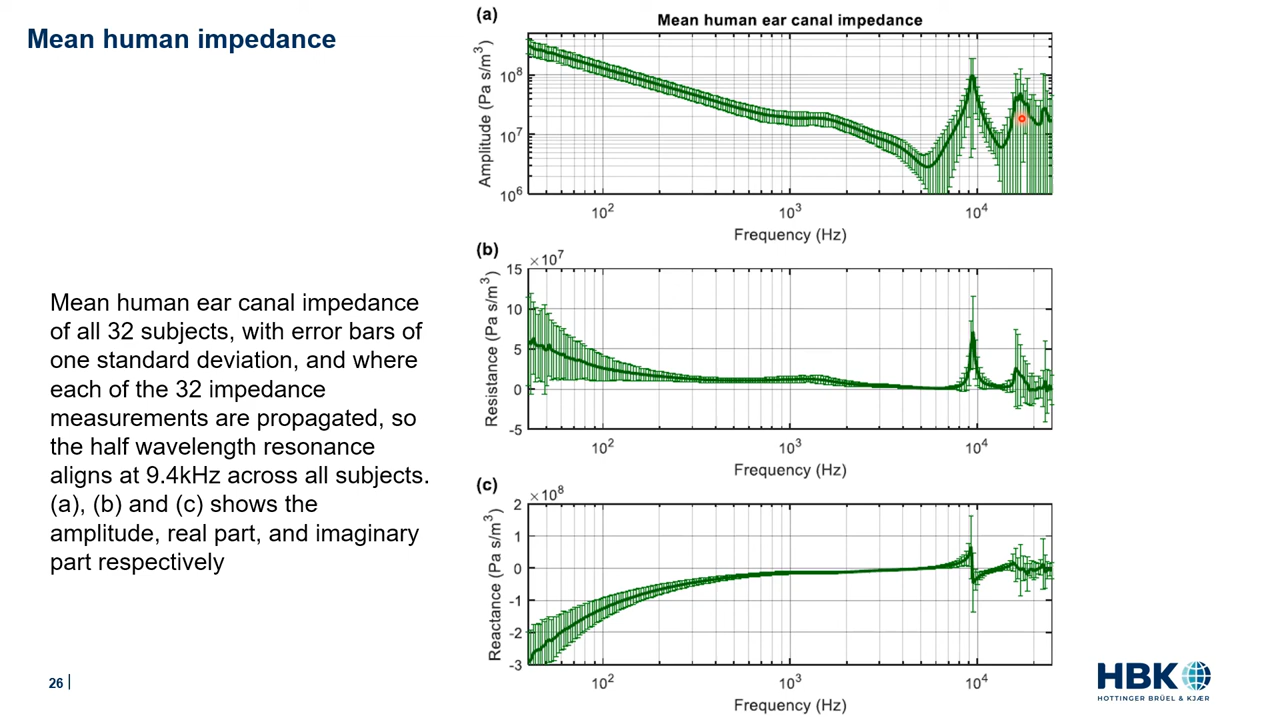 Mean human impedance
Mean human ear canal impedance
of all 32 subjects, with error bars of
one standard deviation, and where
each of the 32 impedance
measurements are propagated, so
the half wavelength resonance
aligns at 9.4kHz across all subjects.
(a), (b) and (c) shows the
amplitude, real part, and imaginary
part respectively
(a)
Mean human ear canal impedance
Amplitude (Pa s/m³)
10⁸
10⁷
10⁶
10² 10³ 10⁴
Frequency (Hz)
(b)
×10⁷
Resistance (Pa s/m³)
15
10
5
0
-5
10² 10³ 10⁴
Frequency (Hz)
(c)
×10⁸
Reactance (Pa s/m³)
2
1
0
-1
-2
-3
10² 10³ 10⁴
Frequency (Hz)
26 |
HBK
HOTTINGER BRÜEL & KJÆR